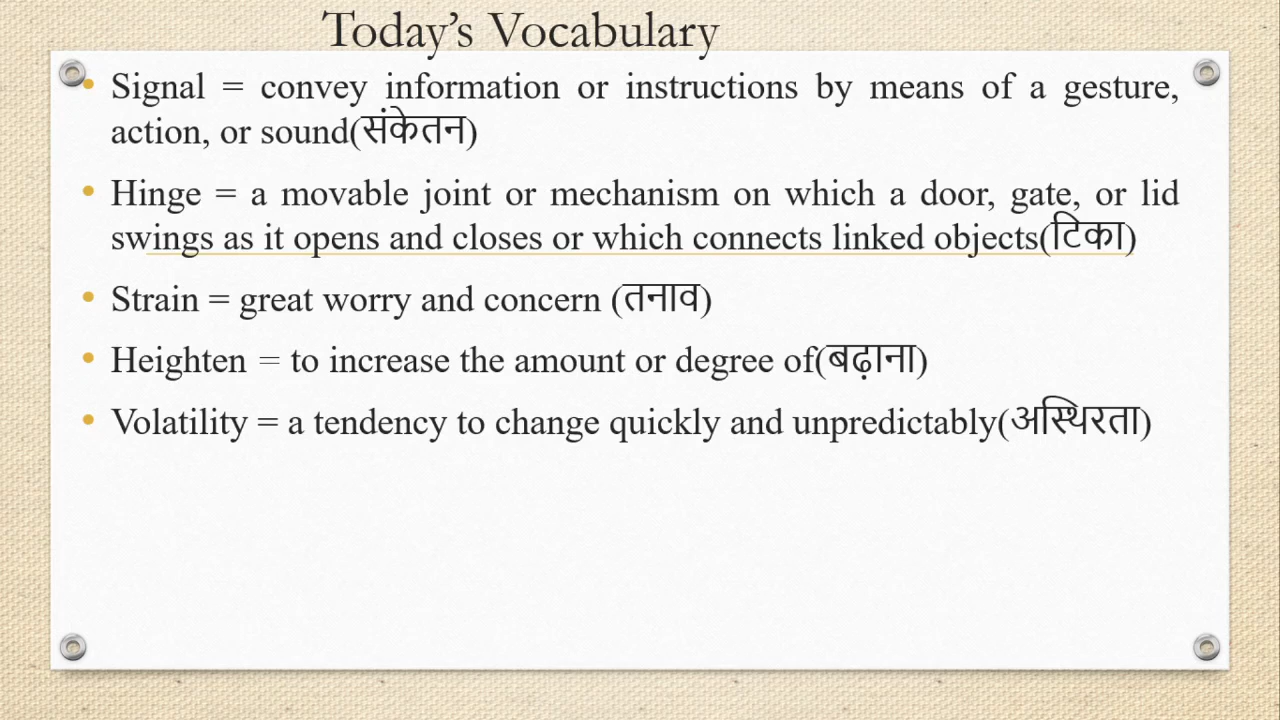 Today’s Vocabulary
• Signal = convey information or instructions by means of a gesture,
action, or sound(संकेतन)
• Hinge = a movable joint or mechanism on which a door, gate, or lid
swings as it opens and closes or which connects linked objects(टिका)
• Strain = great worry and concern (तनाव)
• Heighten = to increase the amount or degree of(बढ़ाना)
• Volatility = a tendency to change quickly and unpredictably(अस्थिरता)